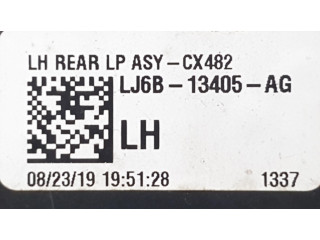 LH REAR LP ASY-CX482
LJ6B-13405-AG
LH
08/23/19 19:51:28 1337